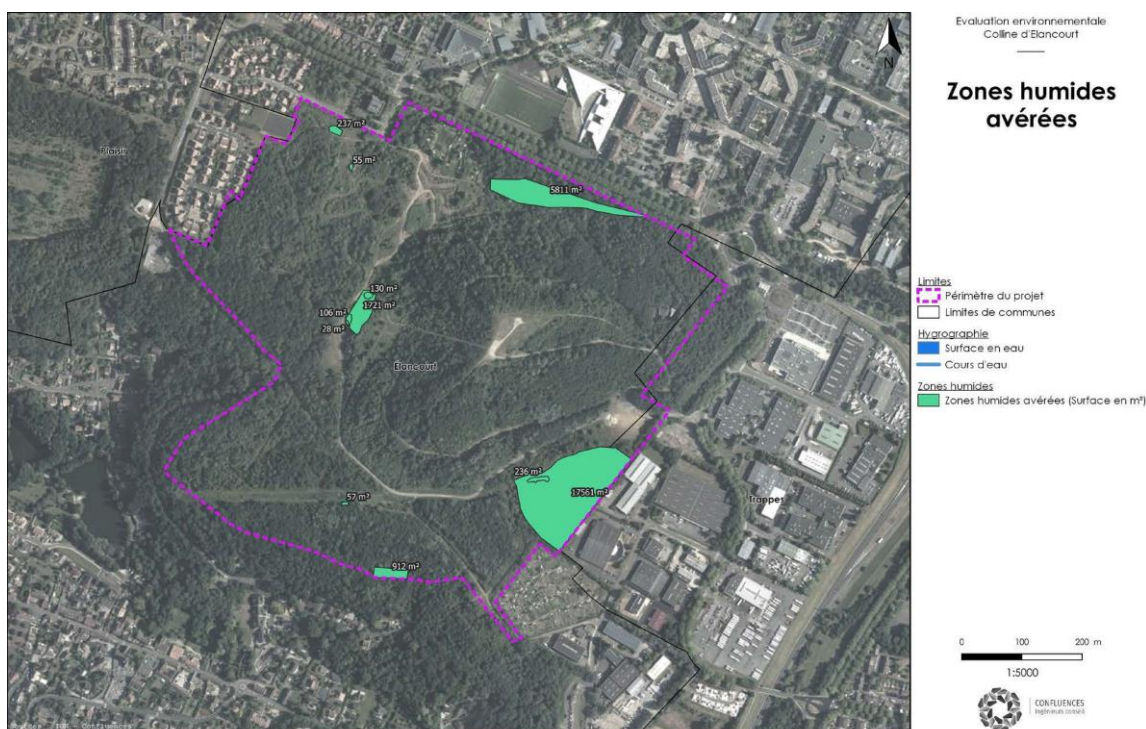 Evaluation environnementale
Colline d'Elancourt
Zones humides
avérées
N
237 m²
Plaisir
55 m²
5811 m²
130 m²
1721 m²
106 m²
28 m²
Élancourt
236 m²
17561 m²
57 m²
Trappes
912 m²
Limites
Périmètre du projet
Limites de communes
Hygrographie
Surface en eau
Cours d'eau
Zones humides
Zones humides avérées (Surface en m²)
0 100 200 m
1:5000
CONFLUENCES
Ingénieurs conseil